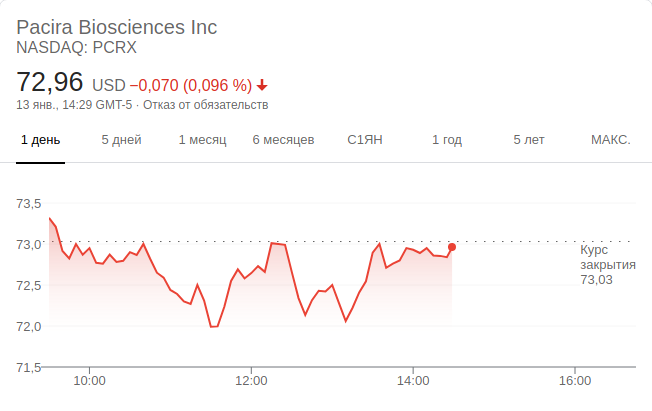 Pacira Biosciences Inc
NASDAQ: PCRX
72,96 USD −0,070 (0,096 %)
13 янв., 14:29 GMT-5 · Отказ от обязательств
1 день 5 дней 1 месяц 6 месяцев С1ЯН 1 год 5 лет МАКС.
73,5
73,0
Курс
закрытия
73,03
72,5
72,0
71,5
10:00 12:00 14:00 16:00